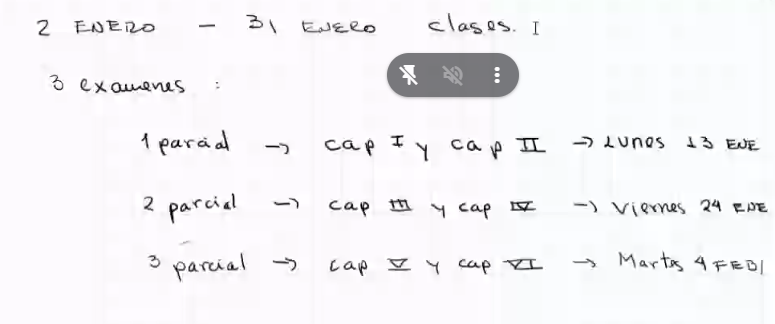 2 ENERO - 31 ENERO clases. I
3 examenes :
1 parcial → cap I y cap II → Lunes 13 ENE
2 parcial → cap III y cap IV → Viernes 24 ENE
3 parcial → cap V y cap VI → Martes 4 FEB/